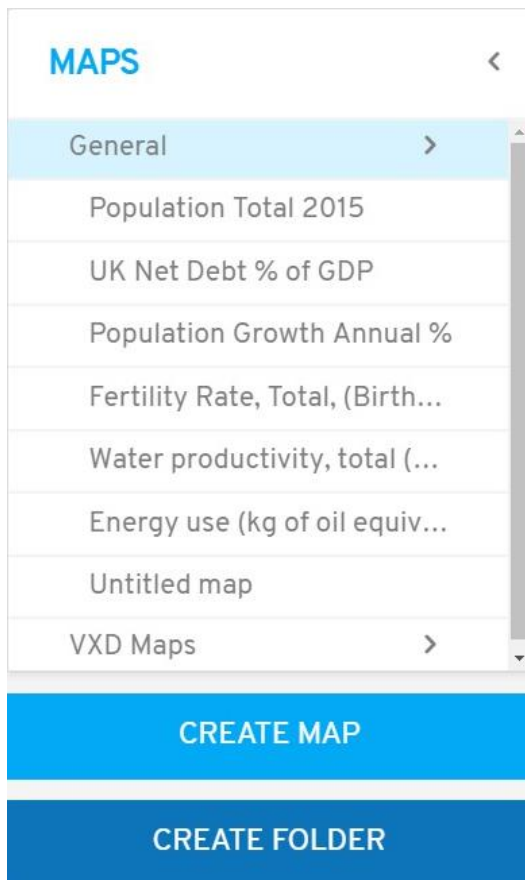 MAPS
General
Population Total 2015
UK Net Debt % of GDP
Population Growth Annual %
Fertility Rate, Total, (Birth...
Water productivity, total (...
Energy use (kg of oil equiv...
Untitled map
VXD Maps
CREATE MAP
CREATE FOLDER